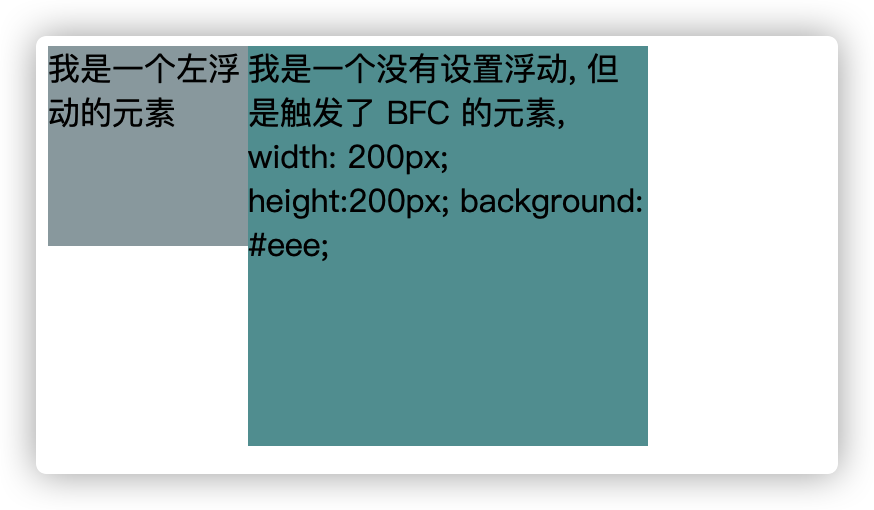 我是一个左浮
动的元素
我是一个没有设置浮动, 但
是触发了 BFC 的元素,
width: 200px;
height:200px; background:
#eee;